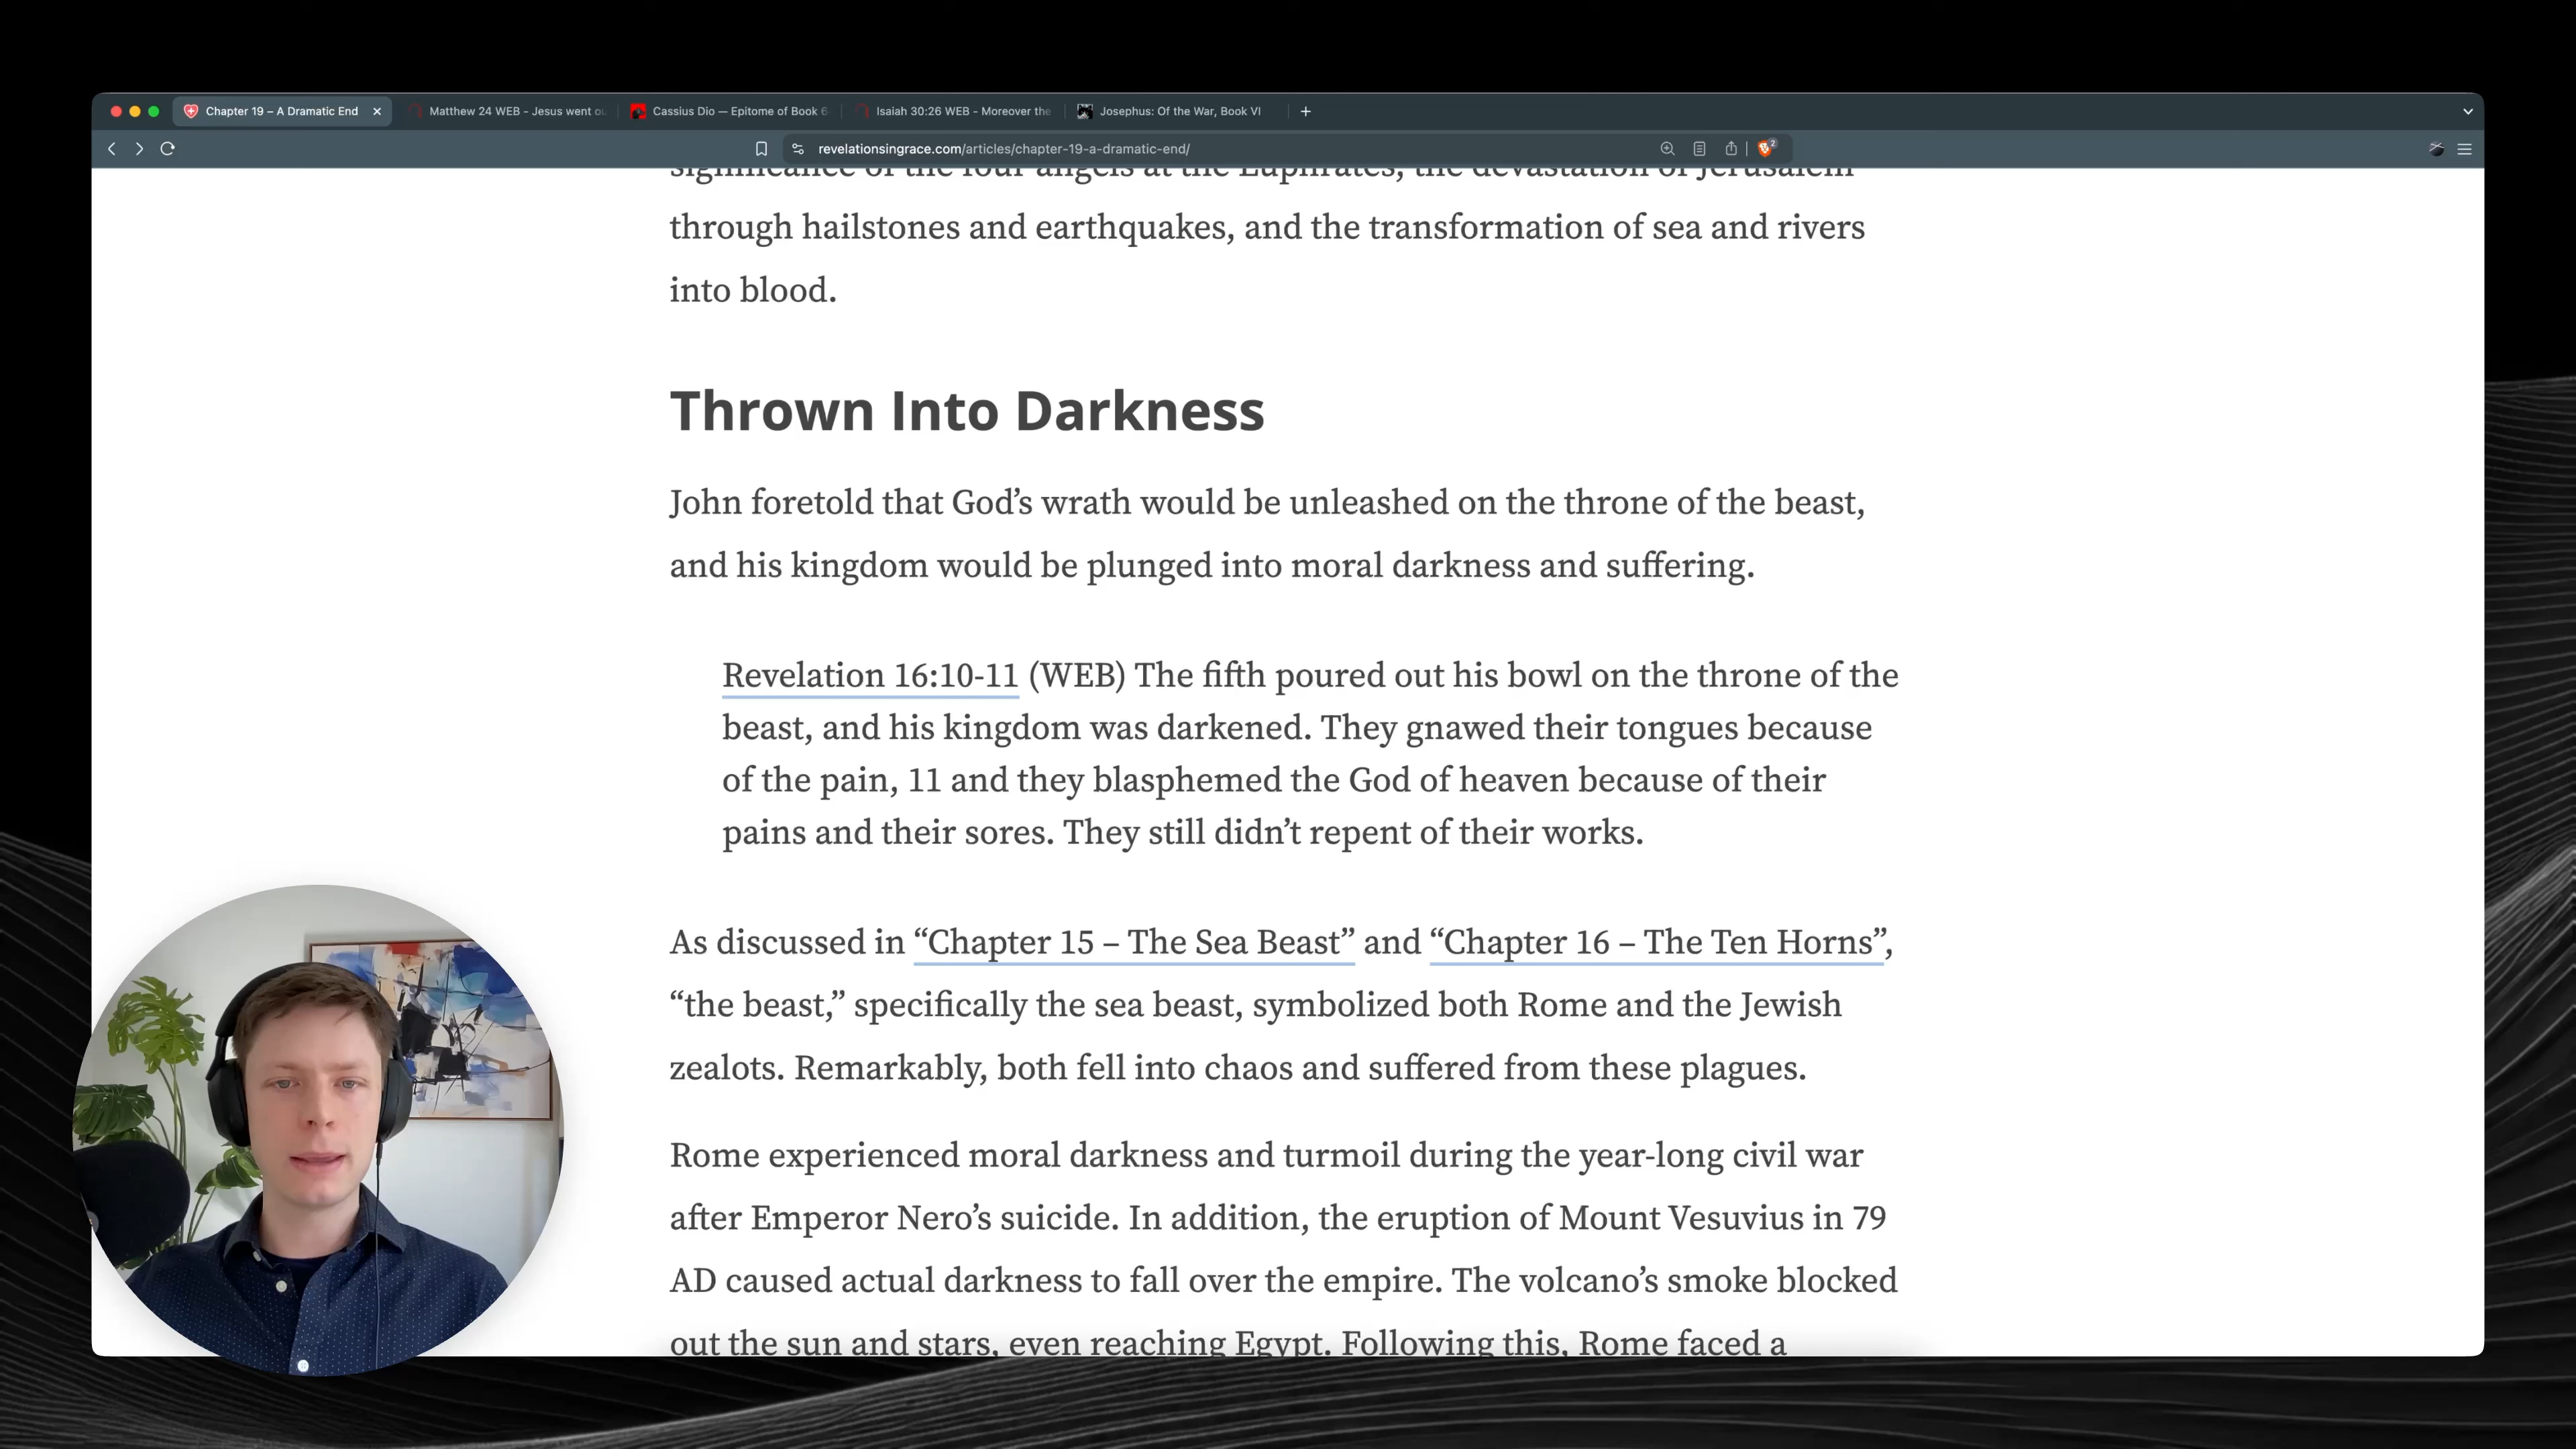 Chapter 19 – A Dramatic End
Matthew 24 WEB - Jesus went ou
Cassius Dio — Epitome of Book 6
Isaiah 30:26 WEB - Moreover the
Josephus: Of the War, Book VI
revelationsingrace.com/articles/chapter-19-a-dramatic-end/
2
significance of the four angels at the Euphrates, the devastation of Jerusalem
through hailstones and earthquakes, and the transformation of sea and rivers
into blood.
Thrown Into Darkness
John foretold that God’s wrath would be unleashed on the throne of the beast,
and his kingdom would be plunged into moral darkness and suffering.
Revelation 16:10-11 (WEB) The fifth poured out his bowl on the throne of the
beast, and his kingdom was darkened. They gnawed their tongues because
of the pain, 11 and they blasphemed the God of heaven because of their
pains and their sores. They still didn’t repent of their works.
As discussed in “Chapter 15 – The Sea Beast” and “Chapter 16 – The Ten Horns”,
“the beast,” specifically the sea beast, symbolized both Rome and the Jewish
zealots. Remarkably, both fell into chaos and suffered from these plagues.
Rome experienced moral darkness and turmoil during the year-long civil war
after Emperor Nero’s suicide. In addition, the eruption of Mount Vesuvius in 79
AD caused actual darkness to fall over the empire. The volcano’s smoke blocked
out the sun and stars, even reaching Egypt. Following this, Rome faced a